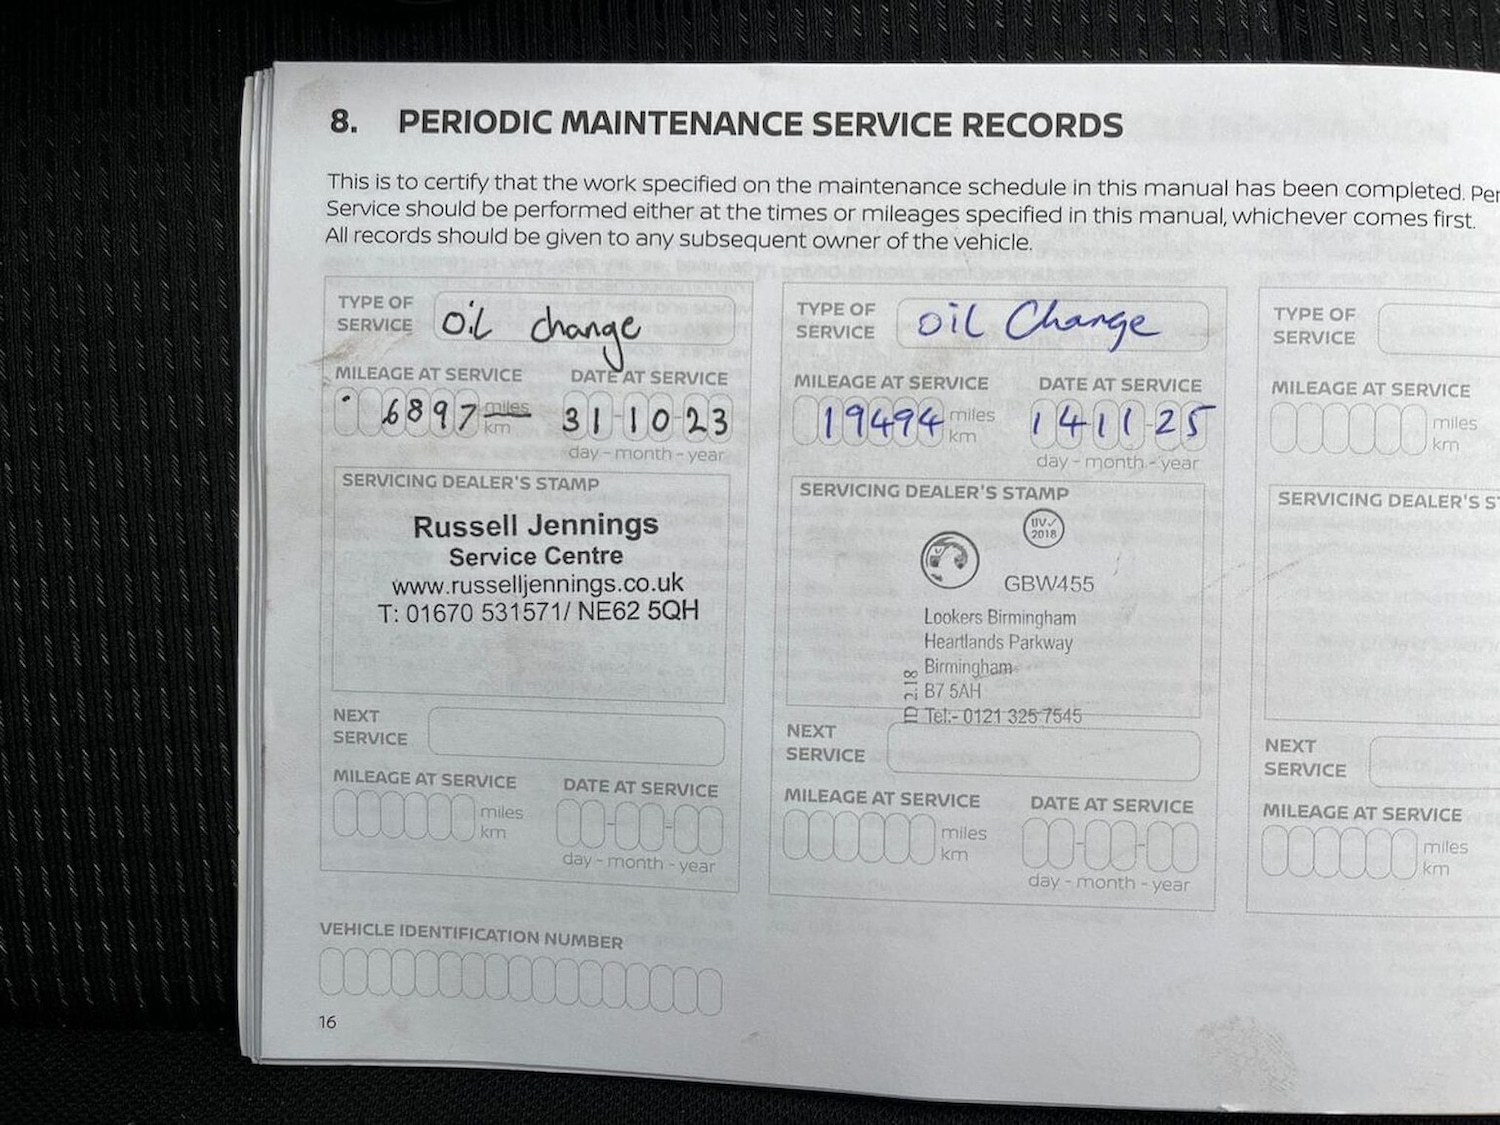 8. PERIODIC MAINTENANCE SERVICE RECORDS
This is to certify that the work specified on the maintenance schedule in this manual has been completed. Per
Service should be performed either at the times or mileages specified in this manual, whichever comes first.
All records should be given to any subsequent owner of the vehicle.
TYPE OF
SERVICE
Oil change
MILEAGE AT SERVICE
DATE AT SERVICE
6897 miles
km
31-10-23
day - month - year
SERVICING DEALER'S STAMP
Russell Jennings
Service Centre
www.russelljennings.co.uk
T: 01670 531571/ NE62 5QH
NEXT
SERVICE
MILEAGE AT SERVICE
DATE AT SERVICE
miles
km
day - month - year
TYPE OF
SERVICE
Oil Change
MILEAGE AT SERVICE
DATE AT SERVICE
19494 miles
km
14-11-25
day - month - year
SERVICING DEALER'S STAMP
UV✓
2018
GBW455
Lookers Birmingham
Heartlands Parkway
Birmingham
B7 5AH
Tel:- 0121 325 7545
ID 2.18
NEXT
SERVICE
MILEAGE AT SERVICE
DATE AT SERVICE
miles
km
day - month - year
TYPE OF
SERVICE
MILEAGE AT SERVICE
miles
km
SERVICING DEALER'S S
NEXT
SERVICE
MILEAGE AT SERVICE
miles
km
VEHICLE IDENTIFICATION NUMBER
16